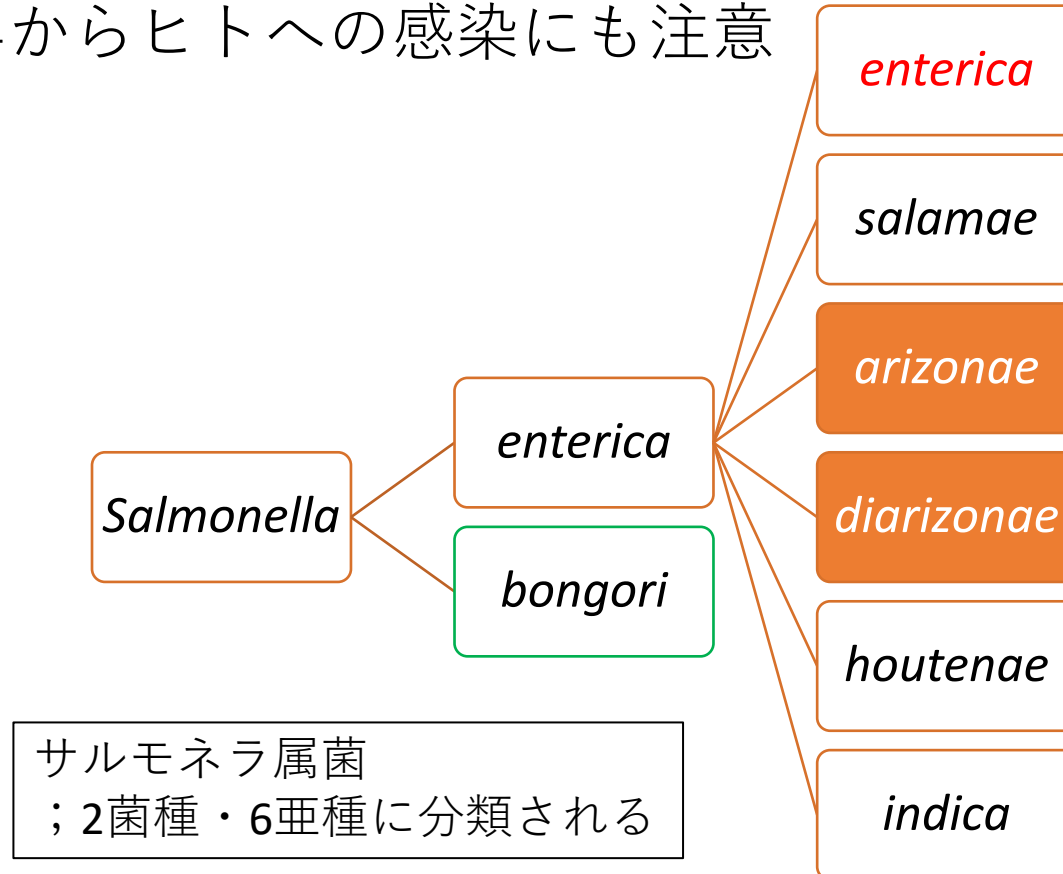 からヒトへの感染にも注意
enterica
salamae
arizonae
enterica
diarizonae
Salmonella
bongori
houtenae
サルモネラ属菌
；2菌種・6亜種に分類される
indica